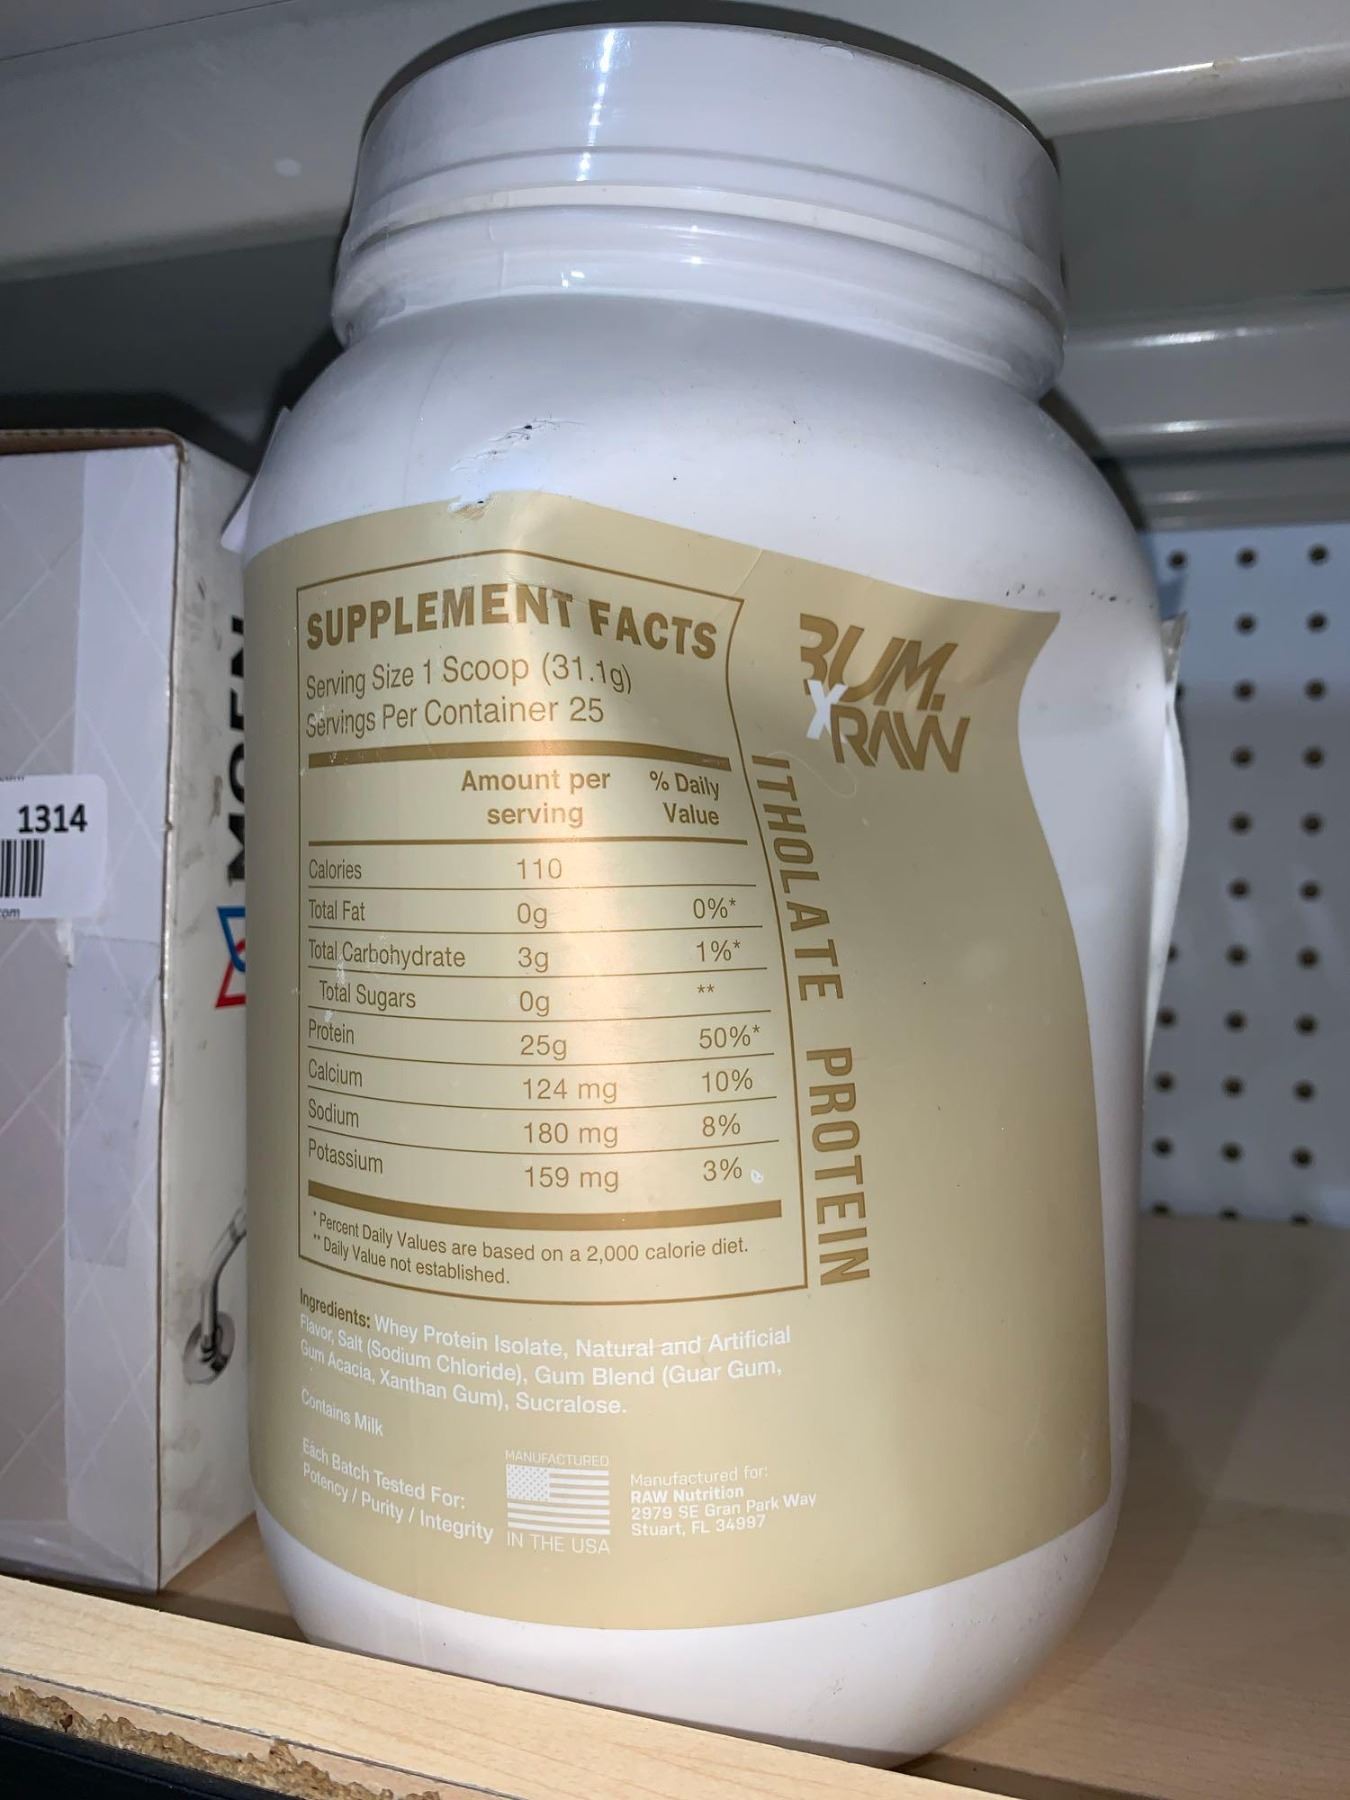 1314
MOEN
SUPPLEMENT FACTS
Serving Size 1 Scoop (31.1g)
Servings Per Container 25
Amount per serving % Daily Value
Calories 110
Total Fat 0g 0%*
Total Carbohydrate 3g 1%*
Total Sugars 0g **
Protein 25g 50%*
Calcium 124 mg 10%
Sodium 180 mg 8%
Potassium 159 mg 3%
* Percent Daily Values are based on a 2,000 calorie diet.
** Daily Value not established.
BUM.
XRAW
ITHOLATE PROTEIN
Ingredients: Whey Protein Isolate, Natural and Artificial
Flavor, Salt (Sodium Chloride), Gum Blend (Guar Gum,
Gum Acacia, Xanthan Gum), Sucralose.
Contains Milk
Each Batch Tested For:
Potency / Purity / Integrity
MANUFACTURED
IN THE USA
Manufactured for:
RAW Nutrition
2979 SE Gran Park Way
Stuart, FL 34997